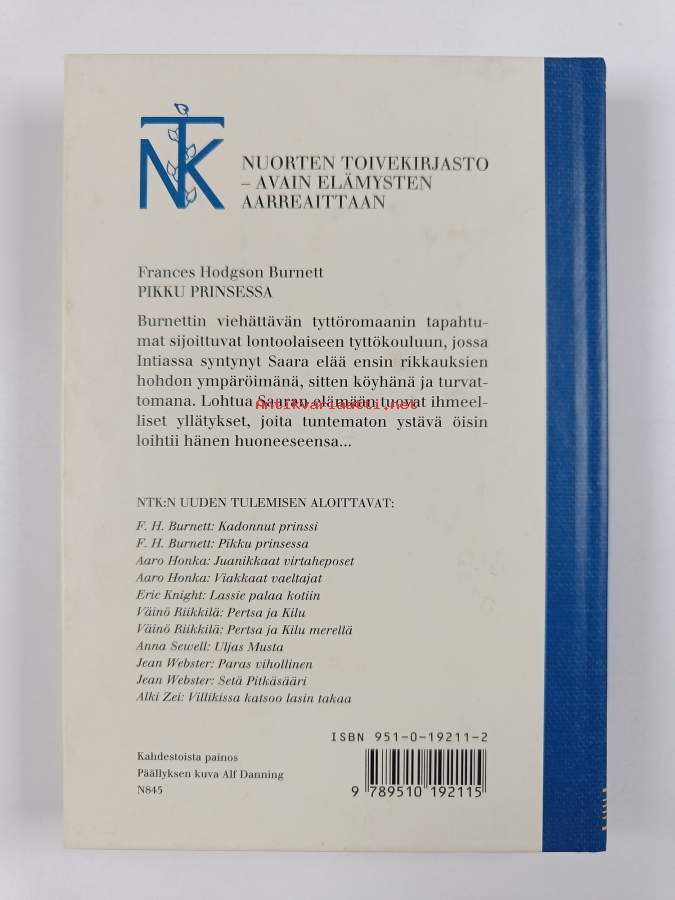 NTK
NUORTEN TOIVEKIRJASTO
– AVAIN ELÄMYSTEN
AARREAITTAAN
Frances Hodgson Burnett
PIKKU PRINSESSA
Burnettin viehättävän tyttöromaanin tapahtu-
mat sijoittuvat lontoolaiseen tyttökouluun, jossa
Intiassa syntynyt Saara elää ensin rikkauksien
hohdon ympäröimänä, sitten köyhänä ja turvat-
tomana. Lohtua Saaran elämään tuovat ihmeel-
Antikvariaatti.net
liset yllätykset, joita tuntematon ystävä öisin
loihtii hänen huoneeseensa...
NTK:N UUDEN TULEMISEN ALOITTAVAT:
F. H. Burnett: Kadonnut prinssi
F. H. Burnett: Pikku prinsessa
Aaro Honka: Juanikkaat virtaheposet
Aaro Honka: Viakkaat vaeltajat
Eric Knight: Lassie palaa kotiin
Väinö Riikkilä: Pertsa ja Kilu
Väinö Riikkilä: Pertsa ja Kilu merellä
Anna Sewell: Uljas Musta
Jean Webster: Paras vihollinen
Jean Webster: Setä Pitkäsääri
Alki Zei: Villikissa katsoo lasin takaa
ISBN 951-0-19211-2
Kahdestoista painos
Päällyksen kuva Alf Danning
N845
9 789510 192115